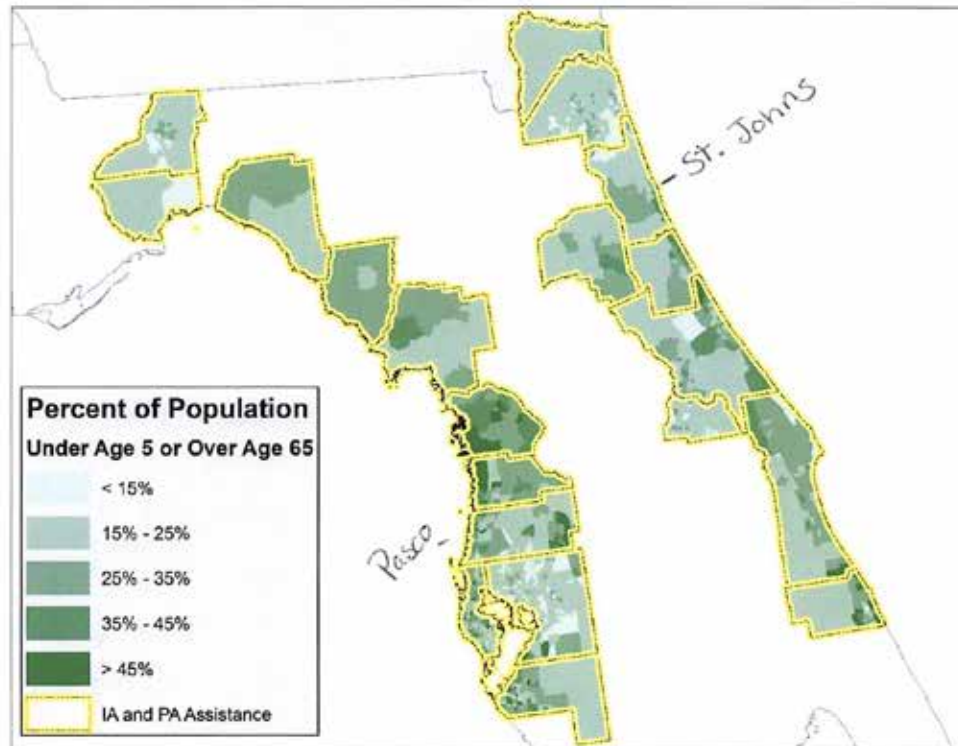 St. Johns
Pasco
Percent of Population
Under Age 5 or Over Age 65
< 15%
15% - 25%
25% - 35%
35% - 45%
> 45%
IA and PA Assistance